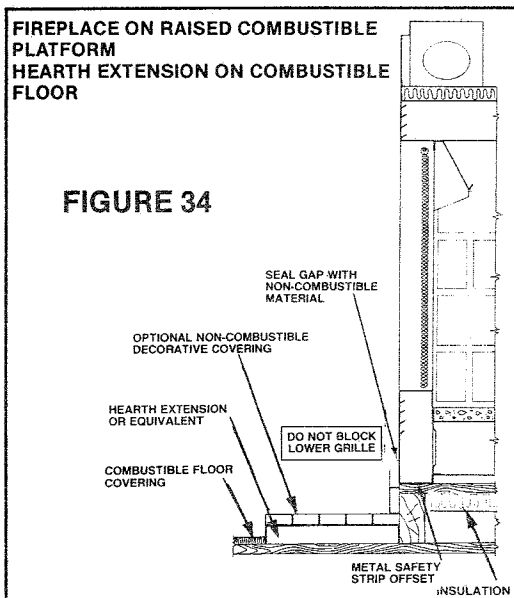 FIREPLACE ON RAISED COMBUSTIBLE
PLATFORM
HEARTH EXTENSION ON COMBUSTIBLE
FLOOR
FIGURE 34
SEAL GAP WITH
NON-COMBUSTIBLE
MATERIAL
OPTIONAL NON-COMBUSTIBLE
DECORATIVE COVERING
HEARTH EXTENSION
OR EQUIVALENT
DO NOT BLOCK
LOWER GRILLE
COMBUSTIBLE FLOOR
COVERING
METAL SAFETY
STRIP OFFSET
INSULATION